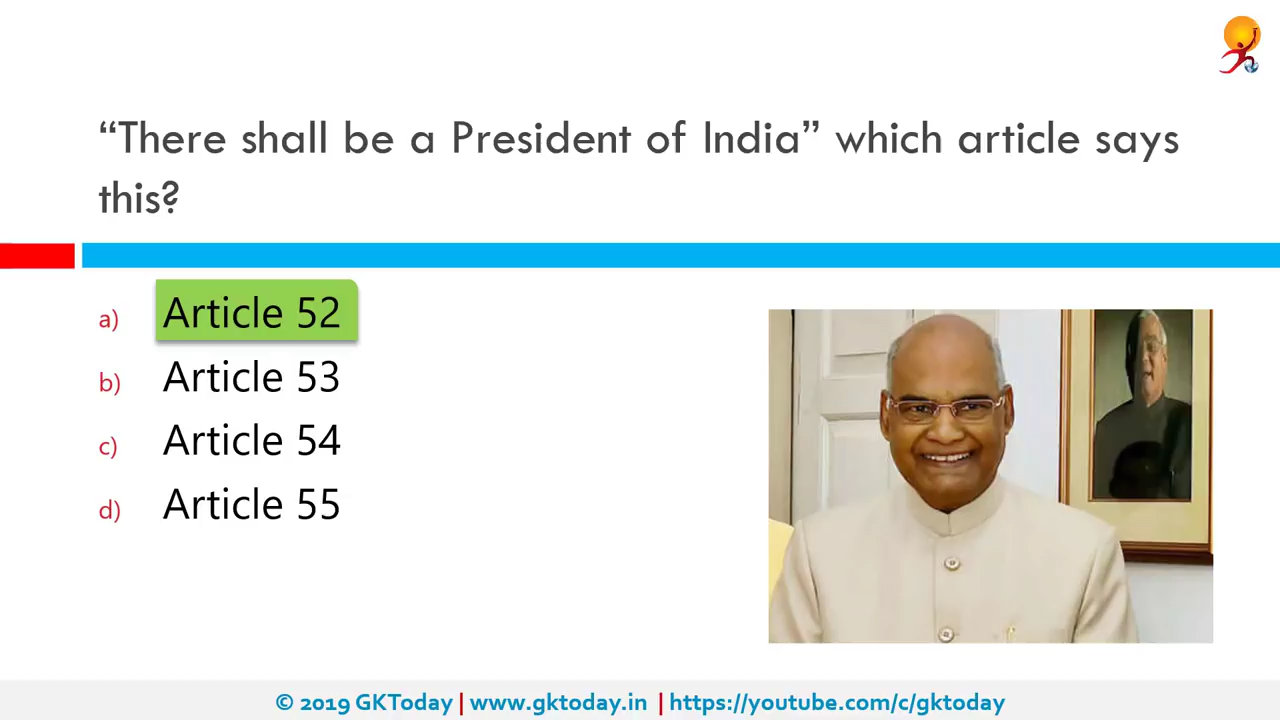 “There shall be a President of India” which article says
this?
a) Article 52
b) Article 53
c) Article 54
d) Article 55
© 2019 GKToday | www.gktoday.in | https://youtube.com/c/gktoday